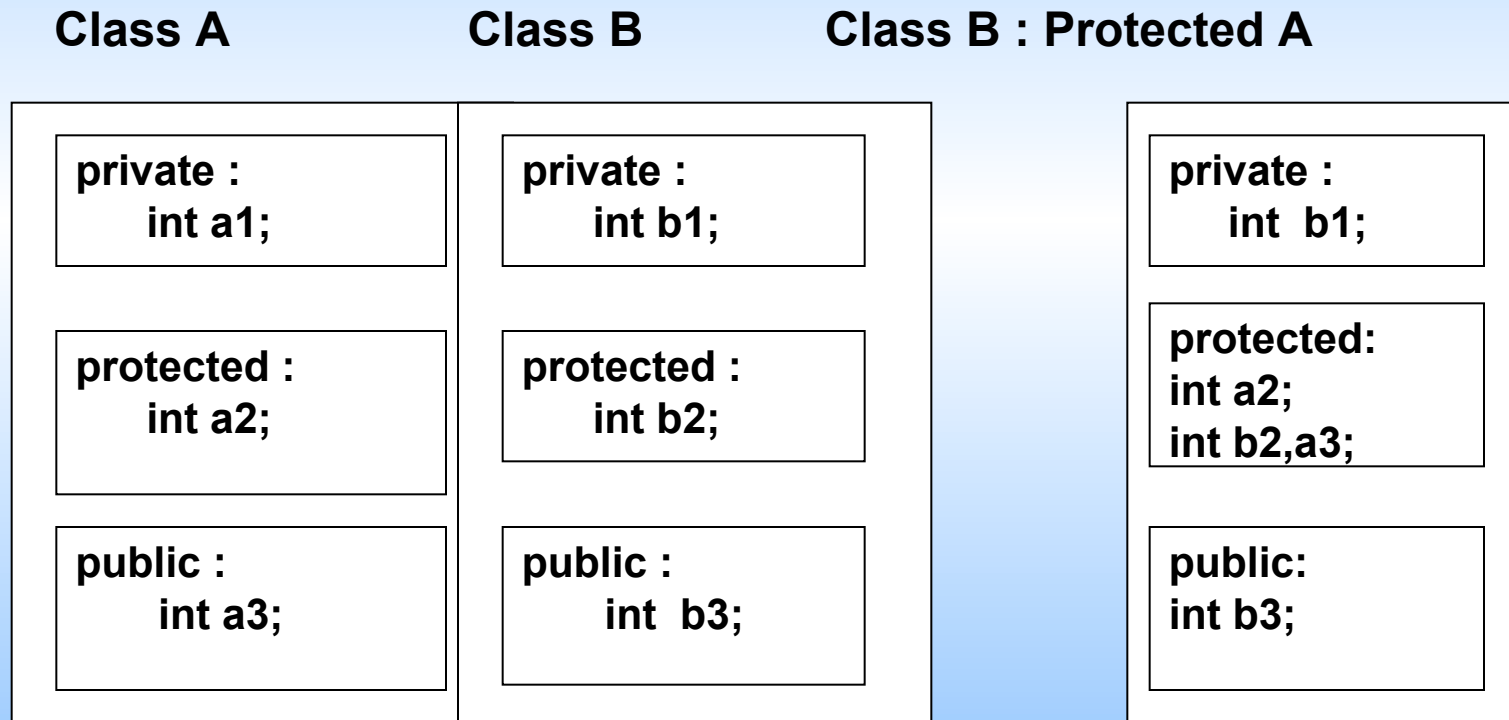 Class A
Class B
Class B : Protected A
private :
int a1;
protected :
int a2;
public :
int a3;
private :
int b1;
protected :
int b2;
public :
int b3;
private :
int b1;
protected:
int a2;
int b2,a3;
public:
int b3;